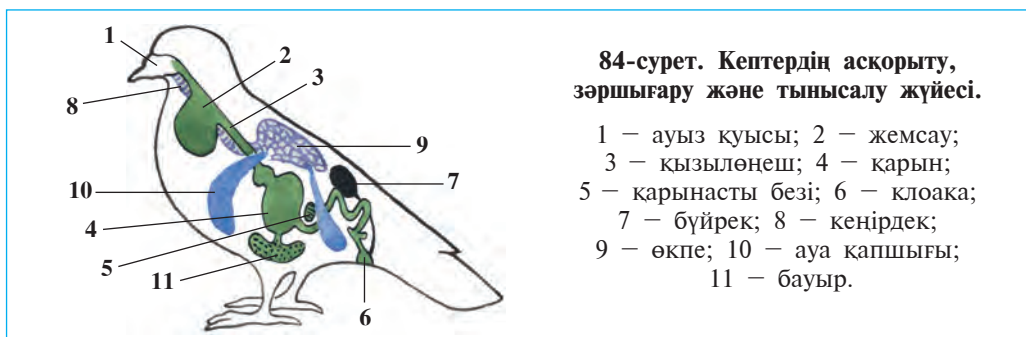 1
2
3
8
9
7
10
4
5
11
6
84-сурет. Кептердің асқорыту,
зәршығару және тынысалу жүйесі.
1 — ауыз қуысы; 2 — жемсау;
3 — қызылөңеш; 4 — қарын;
5 — қарынасты безі; 6 — клоака;
7 — бүйрек; 8 — кеңірдек;
9 — өкпе; 10 — ауа қапшығы;
11 — бауыр.